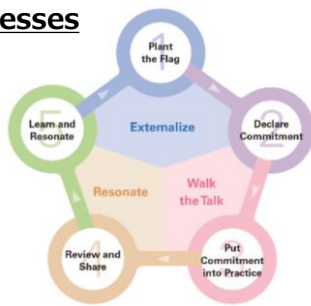 esses
1
Plant
the Flag
2
Declare
Commitment
3
Put
Commitment
into Practice
4
Review and
Share
5
Learn and
Resonate
Externalize
Walk
the Talk
Resonate